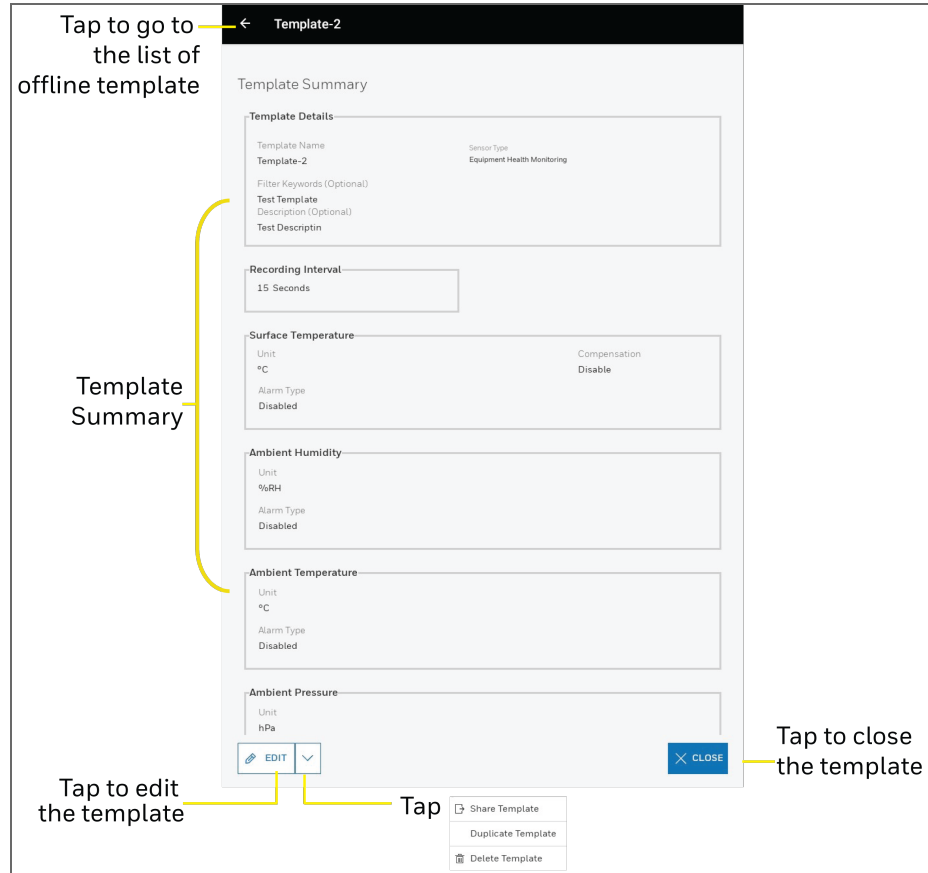 Tap to go to
the list of
offline template
Template-2
Template Summary
Template Details
Template Name
Sensor Type
Template-2
Equipment Health Monitoring
Filter Keywords (Optional)
Test Template
Description (Optional)
Test Descriptin
Recording Interval
15 Seconds
Surface Temperature
Unit
Compensation
°C
Disable
Alarm Type
Disabled
Template
Summary
Ambient Humidity
Unit
%RH
Alarm Type
Disabled
Ambient Temperature
Unit
°C
Alarm Type
Disabled
Ambient Pressure
Unit
hPa
EDIT
CLOSE
Tap to close
the template
Tap to edit
the template
Tap
Share Template
Duplicate Template
Delete Template